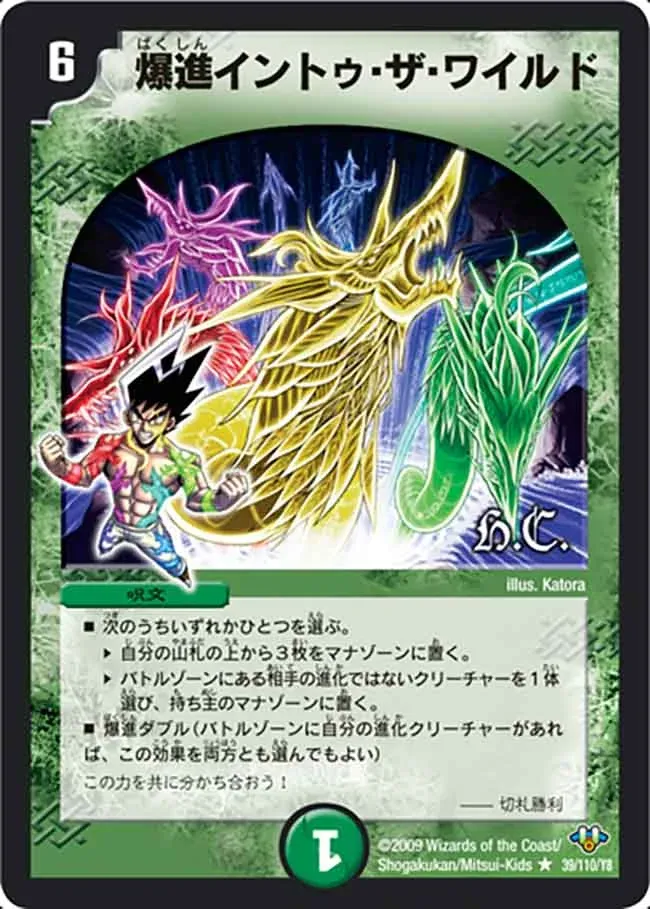 6
ばくしん
爆進イントゥ・ザ・ワイルド
H.C.
illus. Katora
呪文
■ 次のうちいずれかひとつを選ぶ。
▶ 自分の山札の上から3枚をマナゾーンに置く。
▶ バトルゾーンにある相手の進化ではないクリーチャーを1体
選び、持ち主のマナゾーンに置く。
■ 爆進ダブル(バトルゾーンに自分の進化クリーチャーがあれ
ば、この効果を両方とも選んでもよい)
この力を共に分かち合おう!
―― 切札勝利
1
©2009 Wizards of the Coast/
Shogakukan/Mitsui-Kids ★ 39/110/Y8